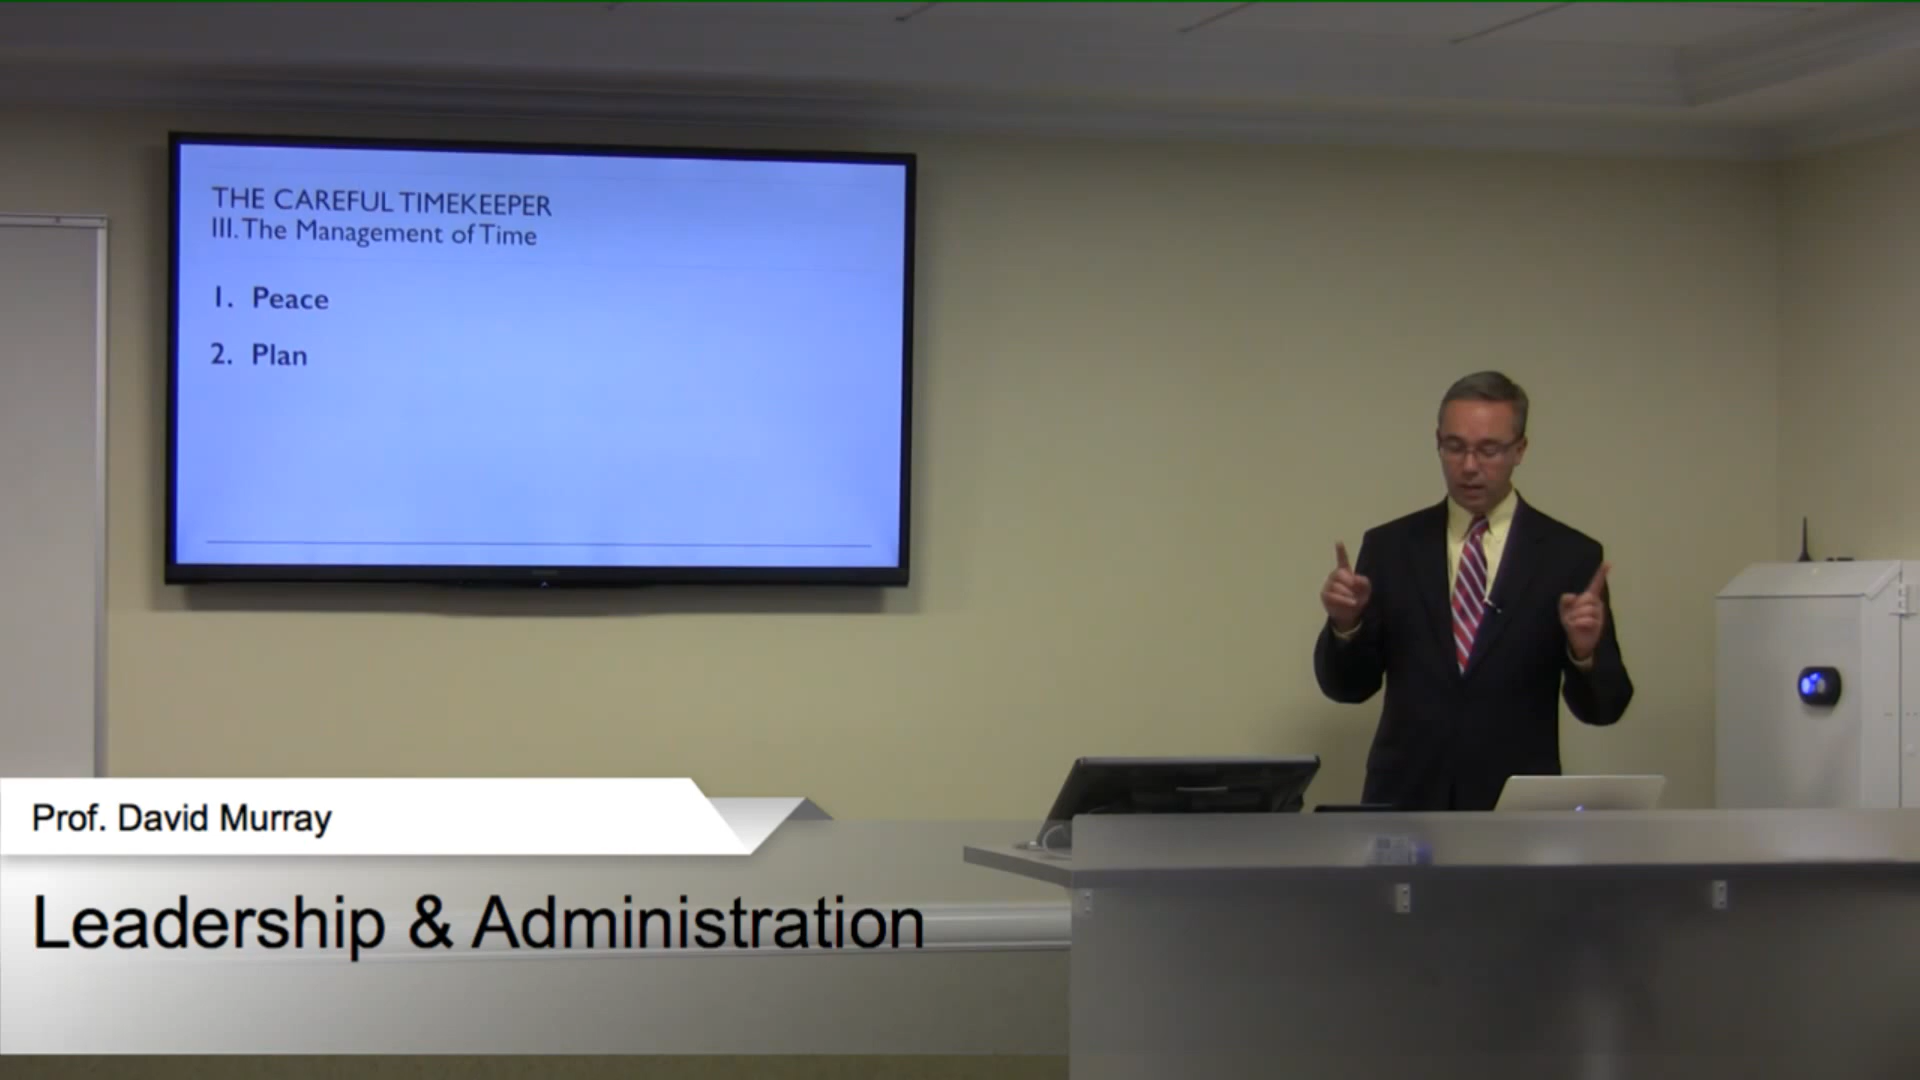 THE CAREFUL TIMEKEEPER
III. The Management of Time
1. Peace
2. Plan
Prof. David Murray
Leadership & Administration